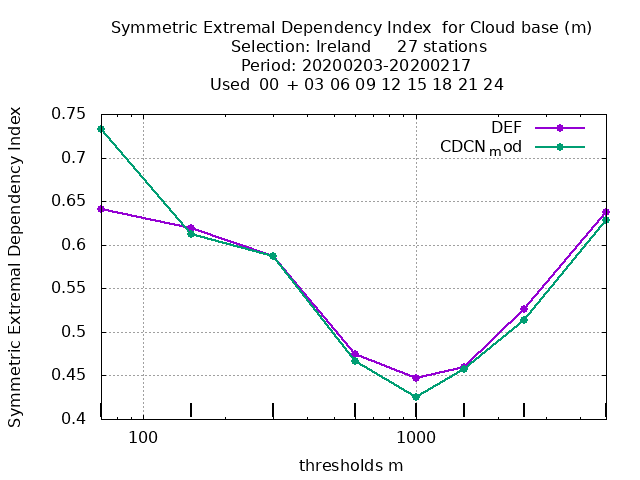 Symmetric Extremal Dependency Index for Cloud base (m)
Selection: Ireland 27 stations
Period: 20200203-20200217
Used 00 + 03 06 09 12 15 18 21 24
Symmetric Extremal Dependency Index
0.75
0.7
0.65
0.6
0.55
0.5
0.45
0.4
DEF
CDCNmod
100
1000
thresholds m